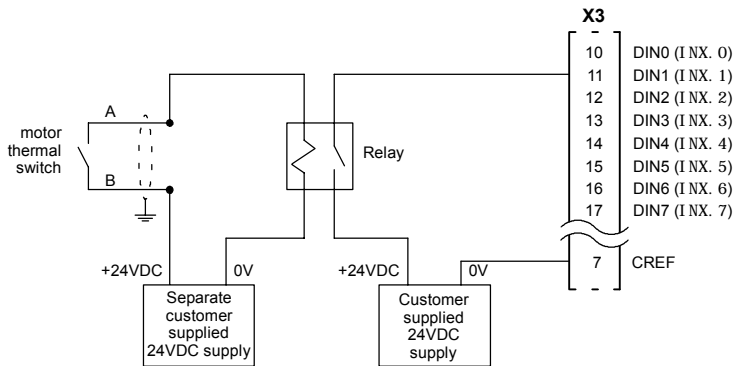 X3
10 DIN0 (INX. 0)
11 DIN1 (INX. 1)
12 DIN2 (INX. 2)
13 DIN3 (INX. 3)
14 DIN4 (INX. 4)
15 DIN5 (INX. 5)
16 DIN6 (INX. 6)
17 DIN7 (INX. 7)
7 CREF
A
motor
thermal
switch
B
Relay
+24VDC
0V
Separate
customer
supplied
24VDC supply
+24VDC
0V
Customer
supplied
24VDC
supply